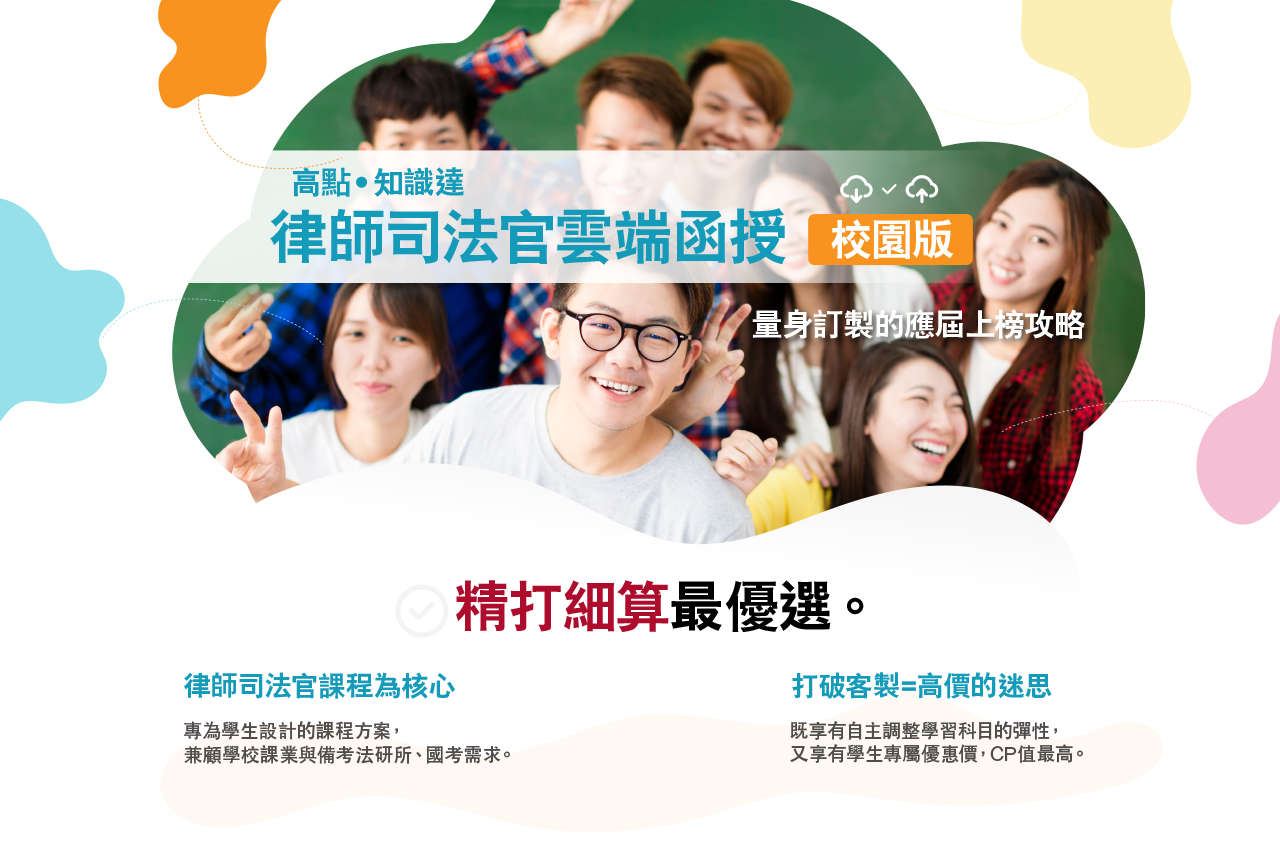 高點•知識達
律師司法官雲端函授 校園版
量身訂製的應屆上榜攻略
精打細算最優選。
律師司法官課程為核心
專為學生設計的課程方案，
兼顧學校課業與備考法研所、國考需求。
打破客製=高價的迷思
既享有自主調整學習科目的彈性，
又享有學生專屬優惠價，CP值最高。